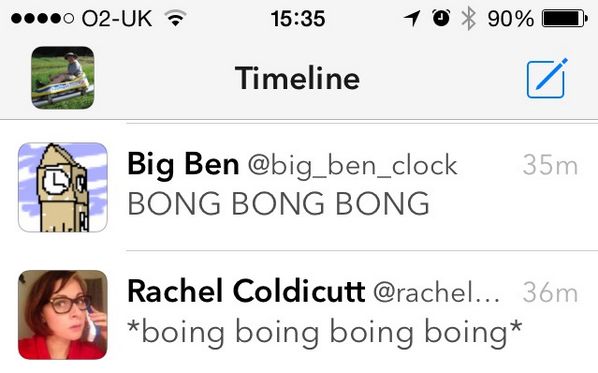 O2-UK 15:35 90%
Timeline
Big Ben @big_ben_clock 35m
BONG BONG BONG
Rachel Coldicutt @rachel... 36m
*boing boing boing boing*